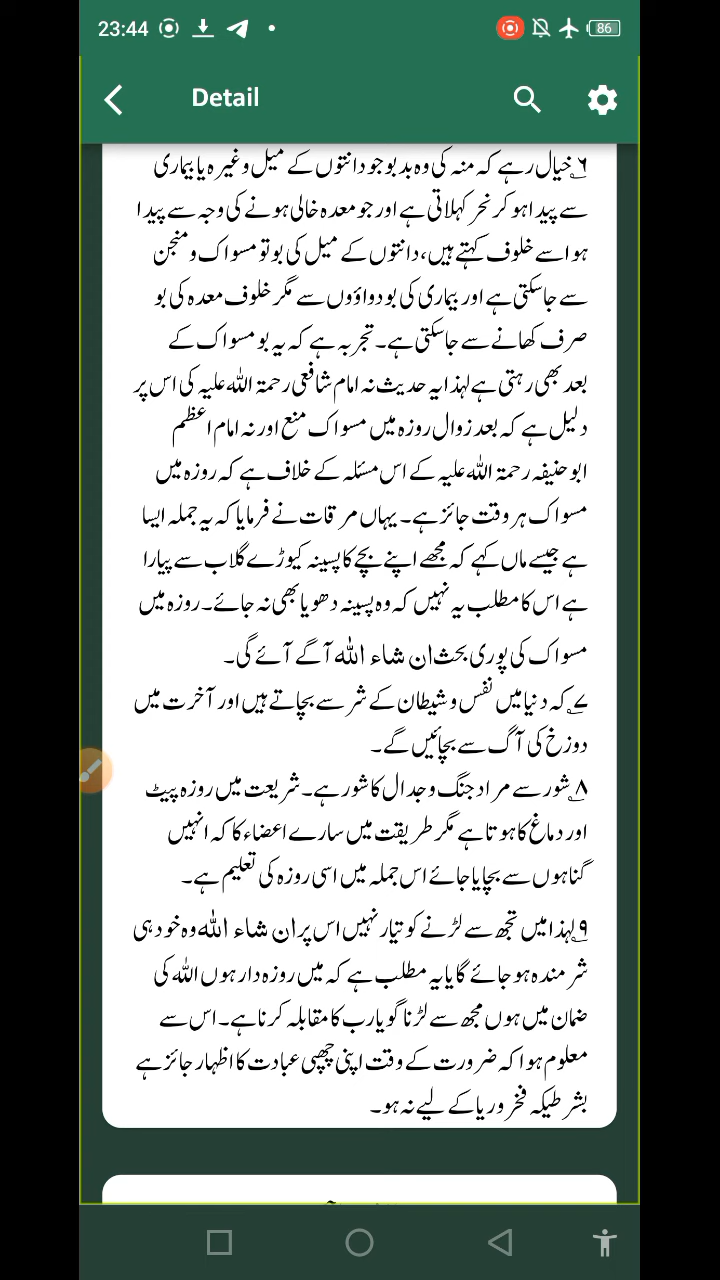 23:44
86
Detail
۶؎ خیال رہے کہ منہ کی وہ بدبو جو دانتوں کے میل وغیرہ یا بیماری
سے پیدا ہو کر نخر کہلاتی ہے اور جو معدہ خالی ہونے کی وجہ سے پیدا
ہو اسے خلوف کہتے ہیں،دانتوں کے میل کی بو تو مسواک و منجن
سے جاسکتی ہے اور بیماری کی بو دواؤوں سے مگر خلوف معدہ کی بو
صرف کھانے سے جاسکتی ہے۔تجربہ ہے کہ یہ بو مسواک کے
بعد بھی رہتی ہے لہذا یہ حدیث نہ امام شافعی رحمۃ اللہ علیہ کی اس پر
دلیل ہے کہ بعد زوال روزہ میں مسواک منع اور نہ امام اعظم
ابو حنیفہ رحمۃ اللہ علیہ کے اس مسئلہ کے خلاف ہے کہ روزہ میں
مسواک ہر وقت جائز ہے۔یہاں مرقات نے فرمایا کہ یہ جملہ ایسا
ہے جیسے ماں کہے کہ مجھے اپنے بچے کا پسینہ کیوڑے گلاب سے پیارا
ہے اس کا مطلب یہ نہیں کہ وہ پسینہ دھویا بھی نہ جائے۔روزہ میں
مسواک کی پوری بحث ان شاء اللہ آگے آئے گی۔
۷؎ کہ دنیا میں نفس و شیطان کے شر سے بچاتے ہیں اور آخرت میں
دوزخ کی آگ سے بچائیں گے۔
۸؎ شور سے مراد جنگ و جدال کا شور ہے۔شریعت میں روزہ پیٹ
اور دماغ کا ہوتا ہے مگر طریقت میں سارے اعضاء کا کہ انہیں
گناہوں سے بچایا جائے اس جملہ میں اسی روزہ کی تعلیم ہے۔
۹؎ لہذا میں تجھ سے لڑنے کو تیار نہیں اس پر ان شاء اللہ وہ خود ہی
شرمندہ ہو جائے گا یا یہ مطلب ہے کہ میں روزہ دار ہوں اللہ کی
ضمان میں ہوں مجھ سے لڑنا گویا رب کا مقابلہ کرنا ہے۔اس سے
معلوم ہوا کہ ضرورت کے وقت اپنی چھپی عبادت کا اظہار جائز ہے
بشرطیکہ فخر و ریا کے لیے نہ ہو۔